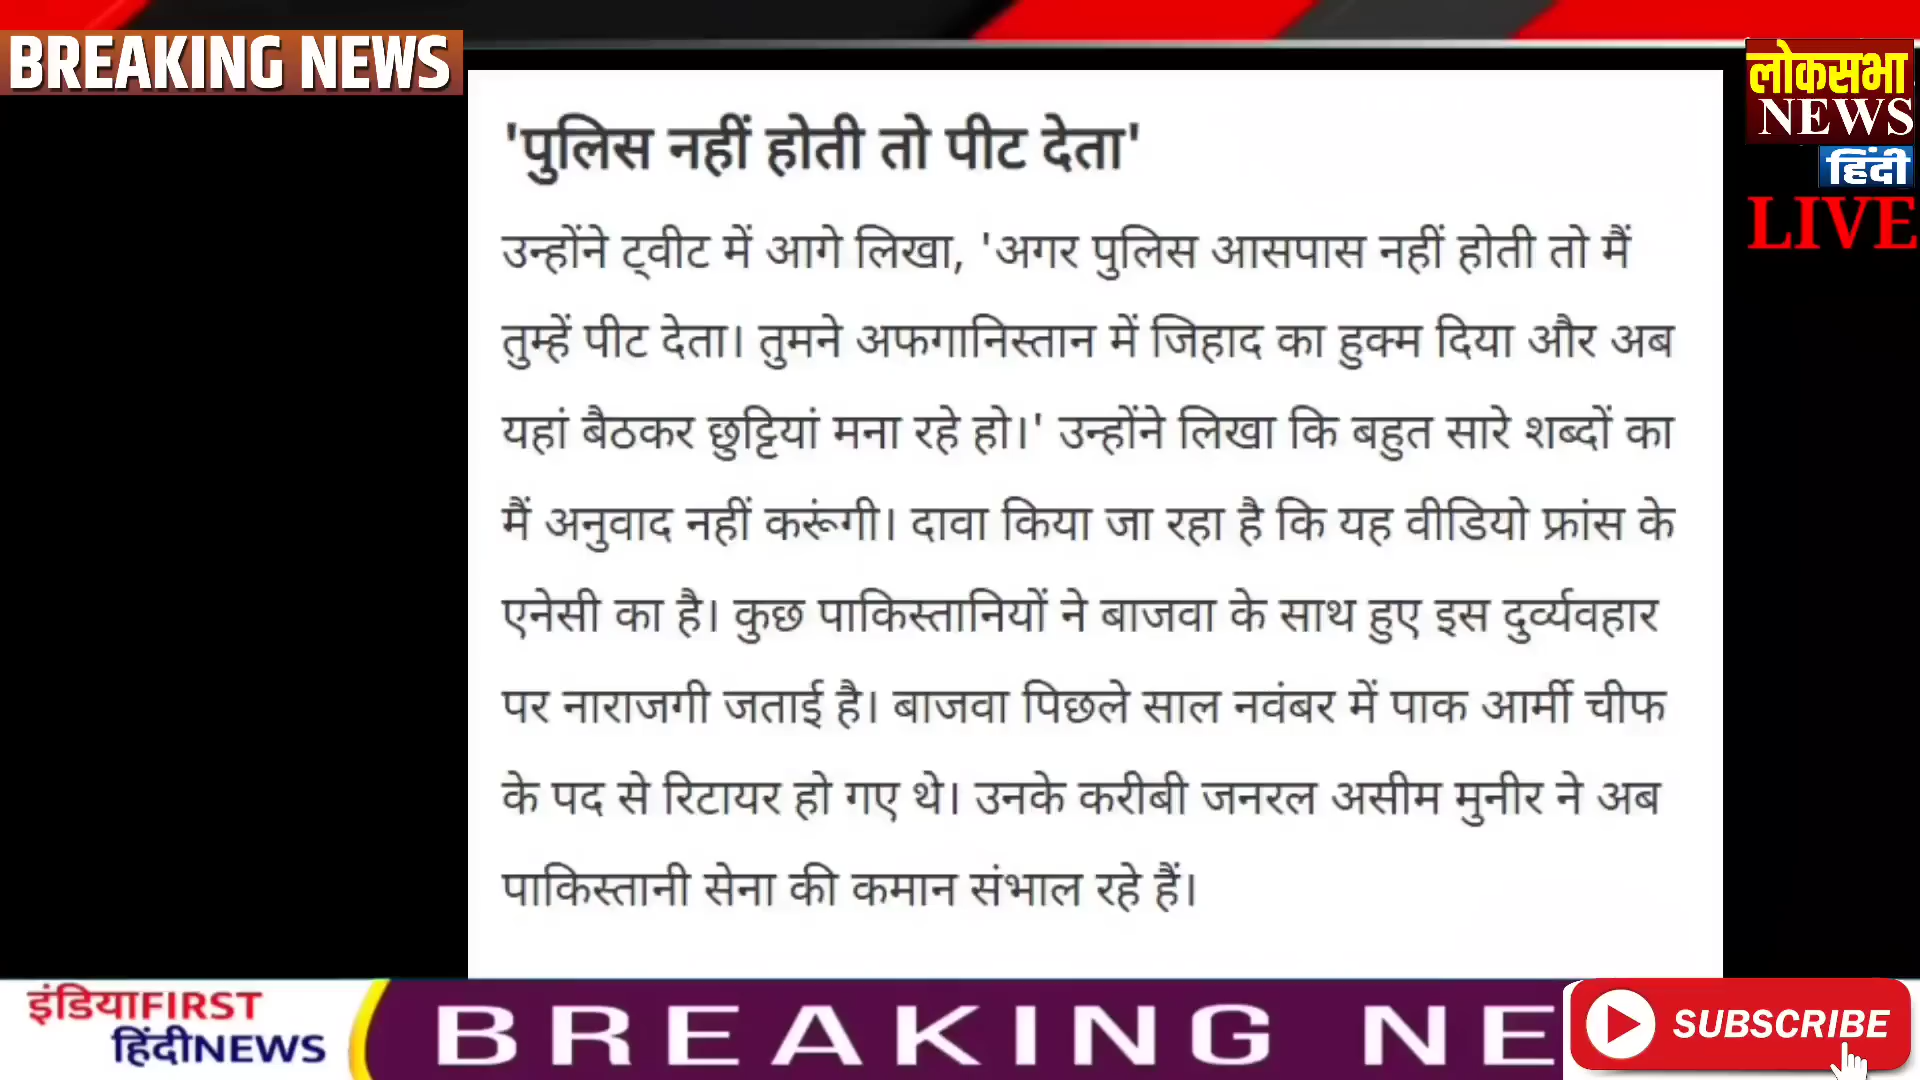 BREAKING NEWS
लोकसभा
NEWS
हिंदी
LIVE
'पुलिस नहीं होती तो पीट देता'
उन्होंने ट्वीट में आगे लिखा, 'अगर पुलिस आसपास नहीं होती तो मैं
तुम्हें पीट देता। तुमने अफगानिस्तान में जिहाद का हुक्म दिया और अब
यहां बैठकर छुट्टियां मना रहे हो।' उन्होंने लिखा कि बहुत सारे शब्दों का
मैं अनुवाद नहीं करूंगी। दावा किया जा रहा है कि यह वीडियो फ्रांस के
एनेसी का है। कुछ पाकिस्तानियों ने बाजवा के साथ हुए इस दुर्व्यवहार
पर नाराजगी जताई है। बाजवा पिछले साल नवंबर में पाक आर्मी चीफ
के पद से रिटायर हो गए थे। उनके करीबी जनरल असीम मुनीर ने अब
पाकिस्तानी सेना की कमान संभाल रहे हैं।
इंडियाFIRST
हिंदीNEWS
BREAKING NE
SUBSCRIBE